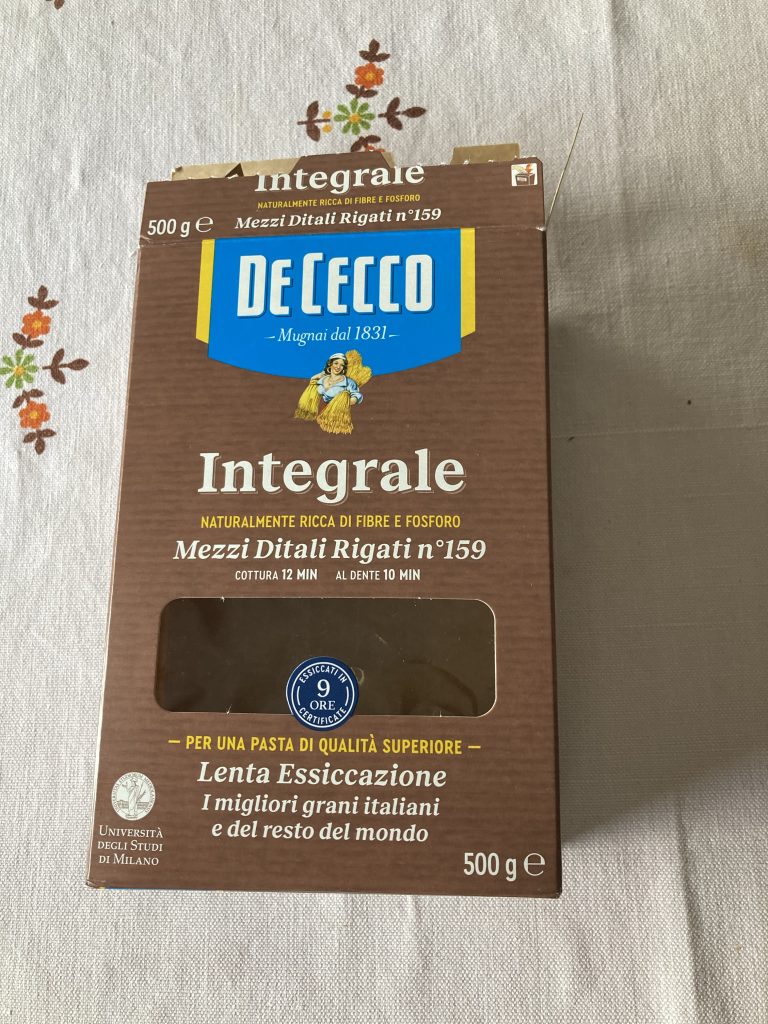 Integrale
NATURALMENTE RICCA DI FIBRE E FOSFORO
500 g ℮ Mezzi Ditali Rigati n°159
DE CECCO
Mugnai dal 1831
Integrale
NATURALMENTE RICCA DI FIBRE E FOSFORO
Mezzi Ditali Rigati n°159
COTTURA 12 MIN AL DENTE 10 MIN
ESSICCATI IN
9
ORE
CERTIFICATE
— PER UNA PASTA DI QUALITÀ SUPERIORE —
Lenta Essiccazione
I migliori grani italiani
e del resto del mondo
UNIVERSITÀ
DEGLI STUDI
DI MILANO
500 g ℮